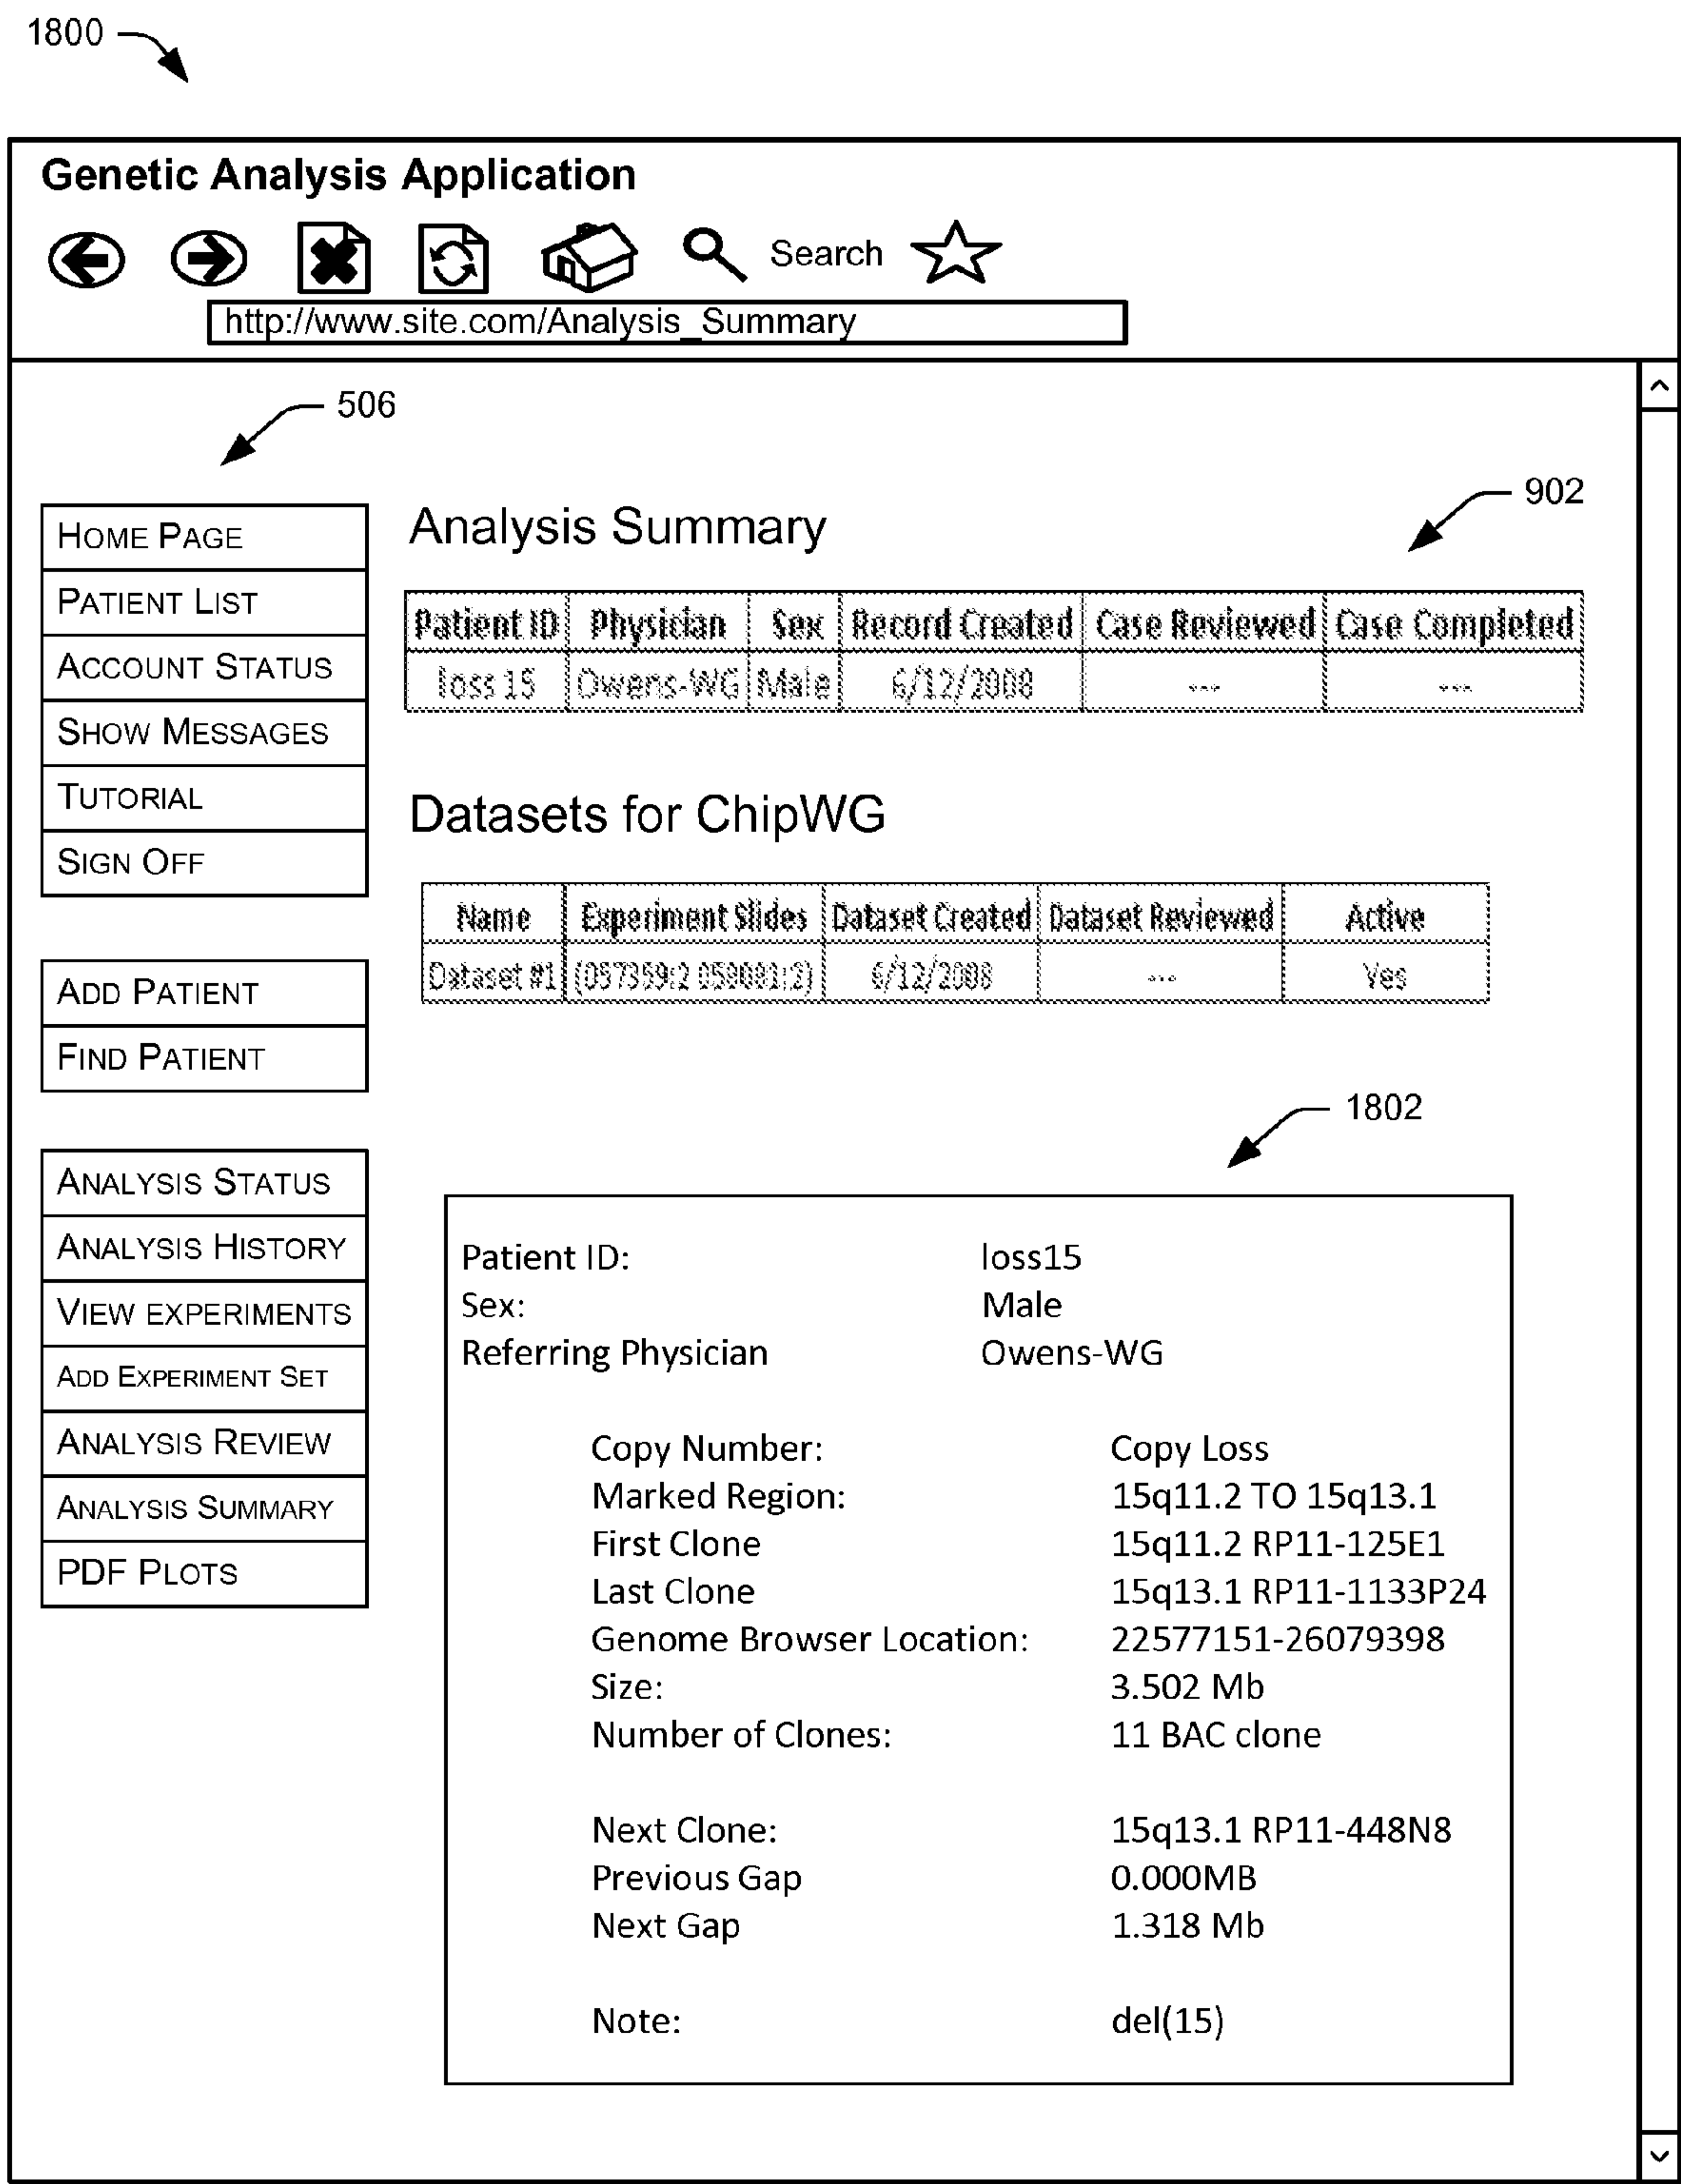 1800
Genetic Analysis Application
Search
http://www.site.com/Analysis_Summary
506
902
HOME PAGE
PATIENT LIST
ACCOUNT STATUS
SHOW MESSAGES
TUTORIAL
SIGN OFF
ADD PATIENT
FIND PATIENT
ANALYSIS STATUS
ANALYSIS HISTORY
VIEW EXPERIMENTS
ADD EXPERIMENT SET
ANALYSIS REVIEW
ANALYSIS SUMMARY
PDF PLOTS
Analysis Summary
Patient ID Physician Sex Record Created Case Reviewed Case Completed
loss 15 Owens-WG Male 6/12/2008 --- ---
Datasets for ChipWG
Name Experiment Slides Dataset Created Dataset Reviewed Active
Dataset #1 6/12/2008 --- Yes
1802
Patient ID: loss15
Sex: Male
Referring Physician Owens-WG
Copy Number: Copy Loss
Marked Region: 15q11.2 TO 15q13.1
First Clone 15q11.2 RP11-125E1
Last Clone 15q13.1 RP11-1133P24
Genome Browser Location: 22577151-26079398
Size: 3.502 Mb
Number of Clones: 11 BAC clone
Next Clone: 15q13.1 RP11-448N8
Previous Gap 0.000MB
Next Gap 1.318 Mb
Note: del(15)